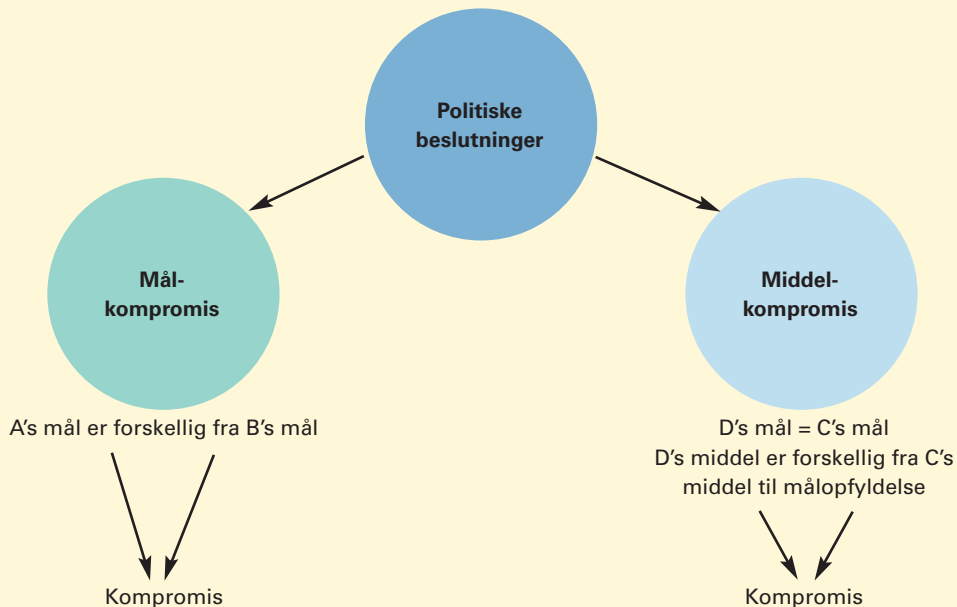 Politiske
beslutninger
Mål-
kompromis
Middel-
kompromis
A's mål er forskellig fra B's mål
D's mål = C's mål
D's middel er forskellig fra C's
middel til målopfyldelse
Kompromis
Kompromis